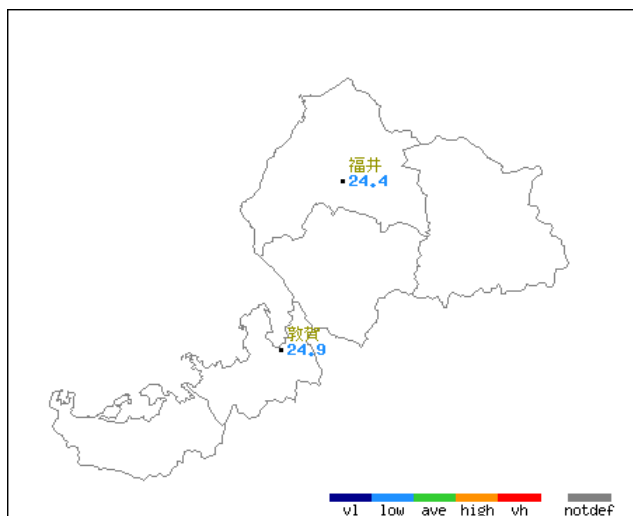 福井
24.4
敦賀
24.9
vl low ave high vh notdef